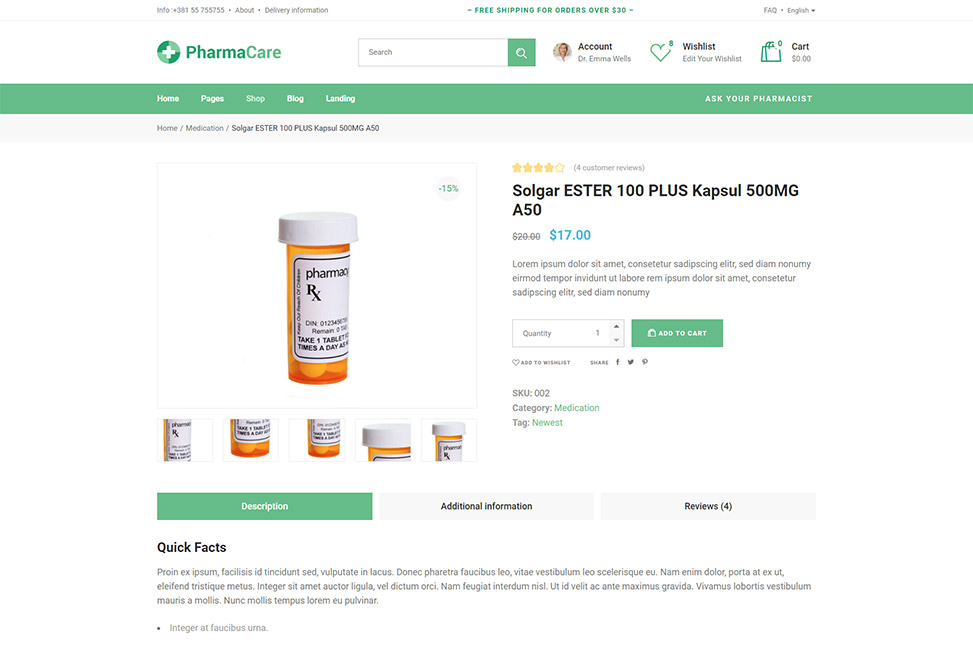 Info :+381 55 755755 • About • Delivery information
~ FREE SHIPPING FOR ORDERS OVER $30 ~
FAQ • English
PharmaCare
Search
Account
Dr. Emma Wells
8
Wishlist
Edit Your Wishlist
0
Cart
$0.00
Home Pages Shop Blog Landing
ASK YOUR PHARMACIST
Home / Medication / Solgar ESTER 100 PLUS Kapsul 500MG A50
-15%
pharmacy
Rx
Keep Out Reach Of Children
DIN: 0123456789
Remain: 0 TAB
TAKE 1 TABLET
TIMES A DAY AS
(4 customer reviews)
Solgar ESTER 100 PLUS Kapsul 500MG
A50
$20.00 $17.00
Lorem ipsum dolor sit amet, consetetur sadipscing elitr, sed diam nonumy
eirmod tempor invidunt ut labore rem ipsum dolor sit amet, consetetur
sadipscing elitr, sed diam nonumy
Quantity 1
ADD TO CART
ADD TO WISHLIST SHARE
SKU: 002
Category: Medication
Tag: Newest
Description
Additional information
Reviews (4)
Quick Facts
Proin ex ipsum, facilisis id tincidunt sed, vulputate in lacus. Donec pharetra faucibus leo, vitae vestibulum leo scelerisque eu. Nam enim dolor, porta at ex ut,
eleifend tristique metus. Integer sit amet auctor ligula, vel dictum orci. Nam feugiat interdum nisl. Ut id velit ac ante maximus gravida. Vivamus lobortis vestibulum
mauris a mollis. Nunc mollis tempus lorem eu pulvinar.
• Integer at faucibus urna.